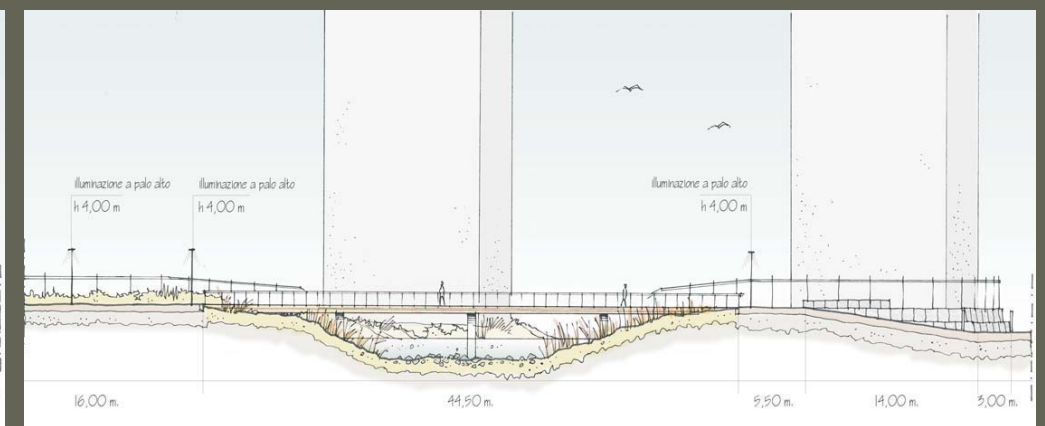 illuminazione a palo alto
h 4,00 m
illuminazione a palo alto
h 4,00 m
illuminazione a palo alto
h 4,00 m
16,00 m.
44,50 m.
5,50 m.
14,00 m.
3,00 m.